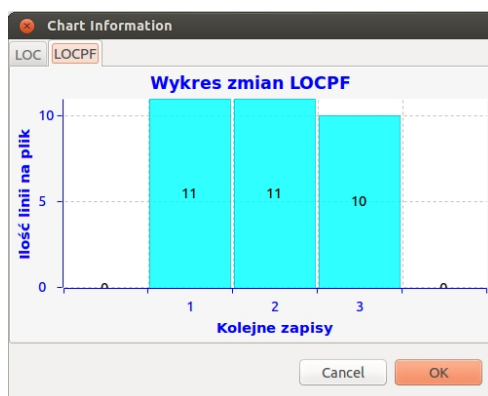 Chart Information
LOC LOCPF
Wykres zmian LOCPF
Ilość linii na plik
10
5
0
0 11 11 10 0
1 2 3
Kolejne zapisy
Cancel OK